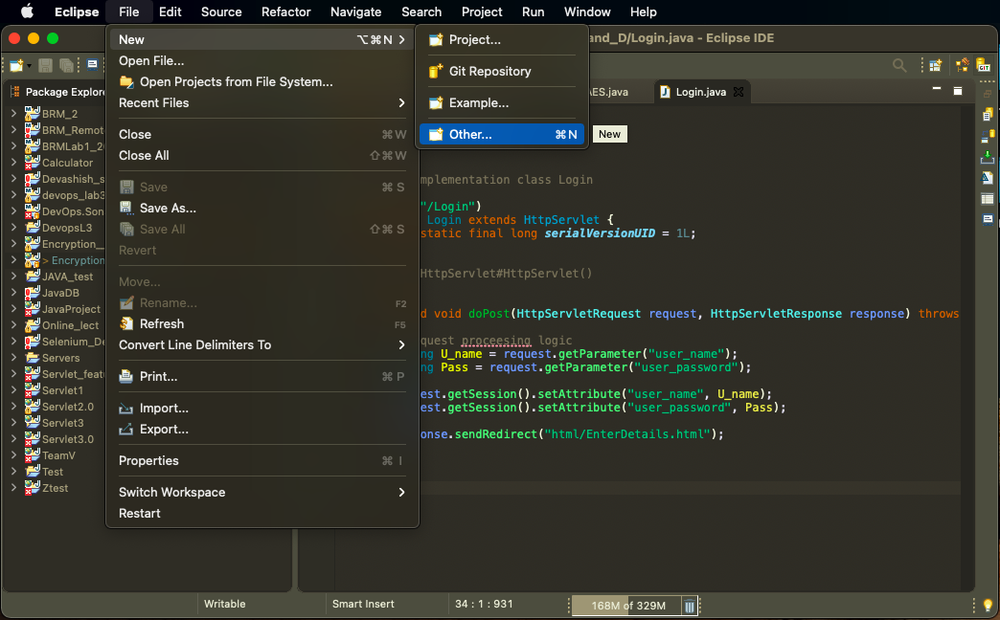 Eclipse File Edit Source Refactor Navigate Search Project Run Window Help
and_D/Login.java - Eclipse IDE
New ⌥⌘N >
Open File...
Open Projects from File System...
Recent Files >
Close ⌘W
Close All ⇧⌘W
Save ⌘S
Save As...
Save All ⇧⌘S
Revert
Move...
Rename... F2
Refresh F5
Convert Line Delimiters To >
Print... ⌘P
Import...
Export...
Properties ⌘I
Switch Workspace >
Restart
Project...
Git Repository
Example...
Other... ⌘N
New
GIT
Package Explore
BRM_2
BRM_Remot
BRMLab1_2
Calculator
Devashish_s
devops_lab3
DevOps.Son
DevopsL3
Encryption_
> Encryption
JAVA_test
JavaDB
JavaProject
Online_lect
Selenium_De
Servers
Servlet_featu
Servlet1
Servlet2.0
Servlet3
Servlet3.0
TeamV
Test
Ztest
AES.java Login.java
mplementation class Login
"/Login")
Login extends HttpServlet {
static final long serialVersionUID = 1L;
HttpServlet#HttpServlet()
d void doPost(HttpServletRequest request, HttpServletResponse response) throws
quest proceesing logic
ng U_name = request.getParameter("user_name");
ng Pass = request.getParameter("user_password");
est.getSession().setAttribute("user_name", U_name);
est.getSession().setAttribute("user_password", Pass);
onse.sendRedirect("html/EnterDetails.html");
Writable Smart Insert 34 : 1 : 931 168M of 329M